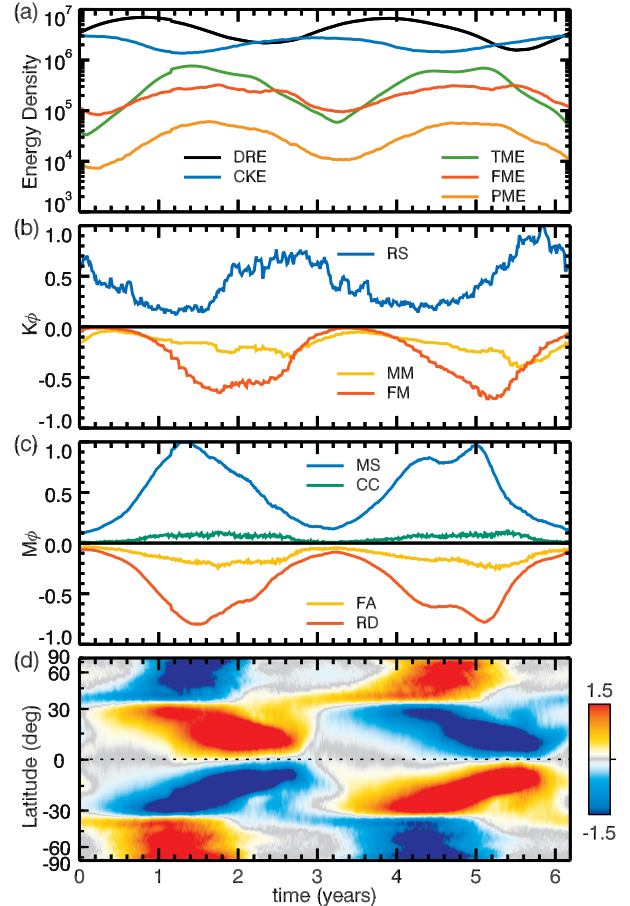 (a)
10⁷
10⁶
10⁵
10⁴
10³
Energy Density
DRE
CKE
TME
FME
PME
(b)
1.0
0.5
0.0
-0.5
-1.0
Kϕ
RS
MM
FM
(c)
1.0
0.5
0.0
-0.5
-1.0
Mϕ
MS
CC
FA
RD
(d)
90
60
30
0
-30
-60
-90
Latitude (deg)
1.5
-1.5
0 1 2 3 4 5 6
time (years)